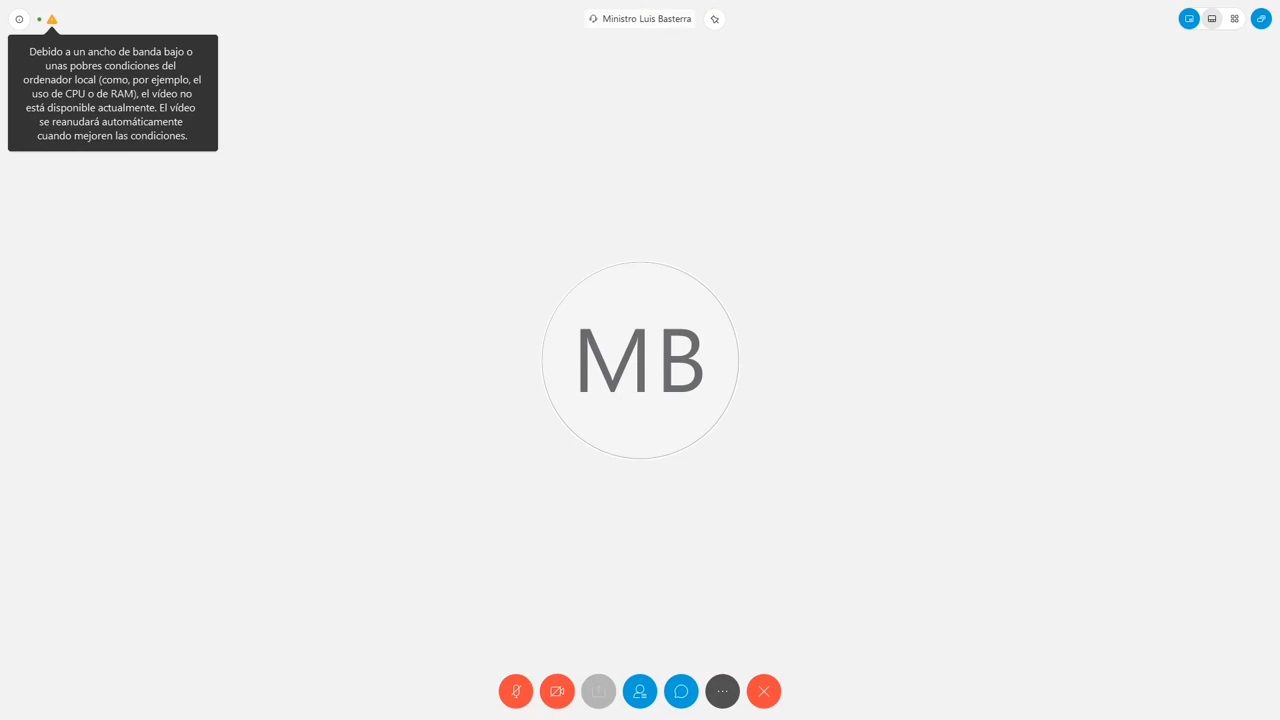 Ministro Luis Basterra
Debido a un ancho de banda bajo o
unas pobres condiciones del
ordenador local (como, por ejemplo, el
uso de CPU o de RAM), el vídeo no
está disponible actualmente. El vídeo
se reanudará automáticamente
cuando mejoren las condiciones.
MB